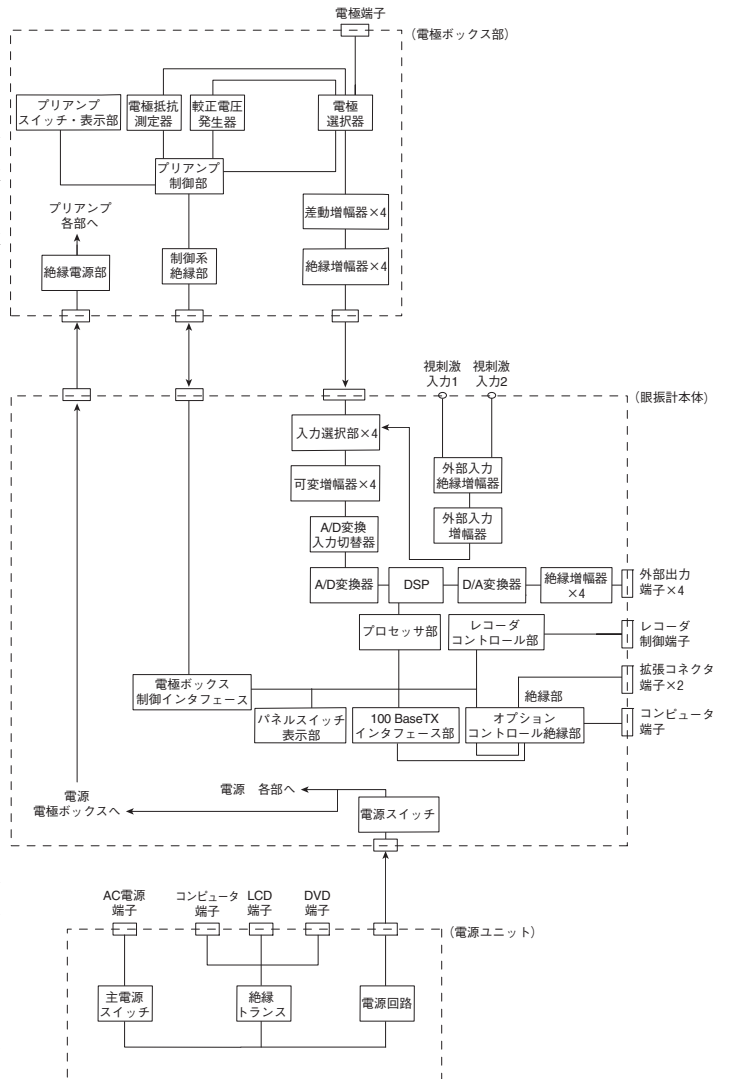 電極端子
(電極ボックス部)
プリアンプ
スイッチ・表示部
電極抵抗
測定器
較正電圧
発生器
電極
選択器
プリアンプ
制御部
プリアンプ
各部へ
差動増幅器×4
絶縁電源部
制御系
絶縁部
絶縁増幅器×4
視刺激
入力1
視刺激
入力2
(眼振計本体)
入力選択部×4
外部入力
絶縁増幅器
可変増幅器×4
外部入力
増幅器
A/D変換
入力切替器
A/D変換器
DSP
D/A変換器
絶縁増幅器
×4
外部出力
端子×4
プロセッサ部
レコーダ
コントロール部
レコーダ
制御端子
電極ボックス
制御インタフェース
絶縁部
拡張コネクタ
端子×2
パネルスイッチ
表示部
100 BaseTX
インタフェース部
オプション
コントロール絶縁部
コンピュータ
端子
電源
電極ボックスへ
電源 各部へ
電源スイッチ
AC電源
端子
コンピュータ
端子
LCD
端子
DVD
端子
(電源ユニット)
主電源
スイッチ
絶縁
トランス
電源回路